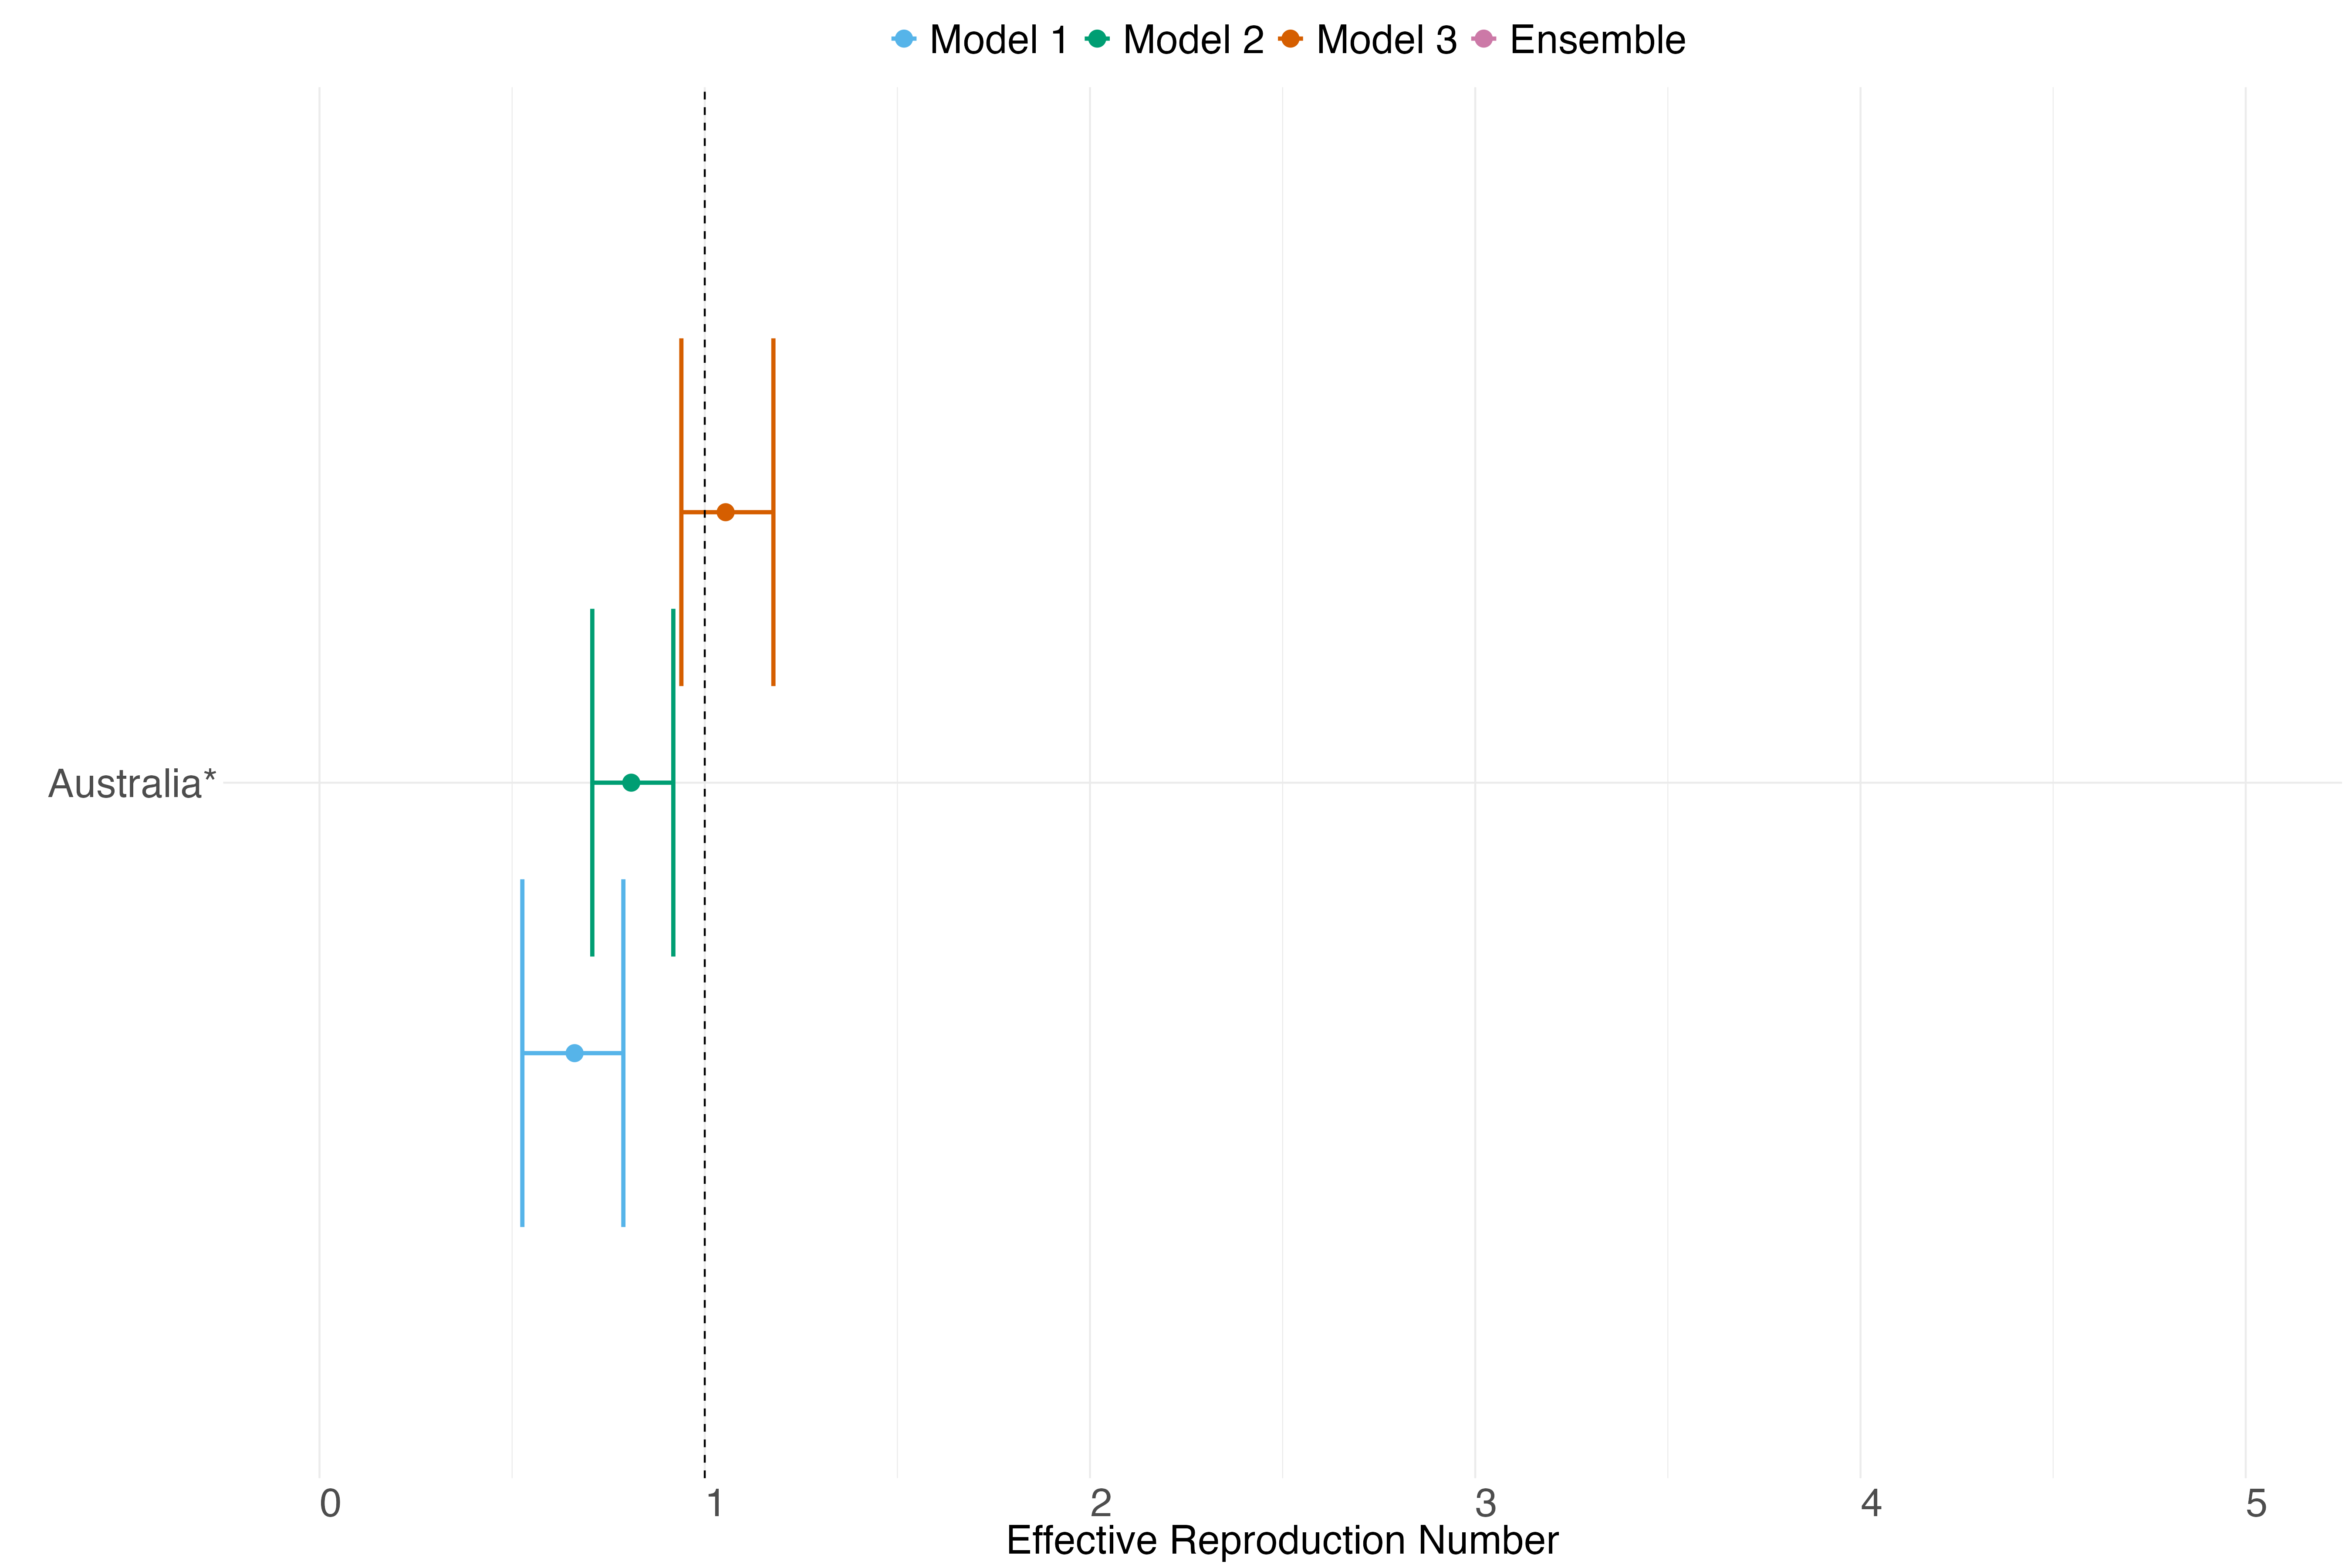 Model 1 Model 2 Model 3 Ensemble
Australia*
0 1 2 3 4 5
Effective Reproduction Number